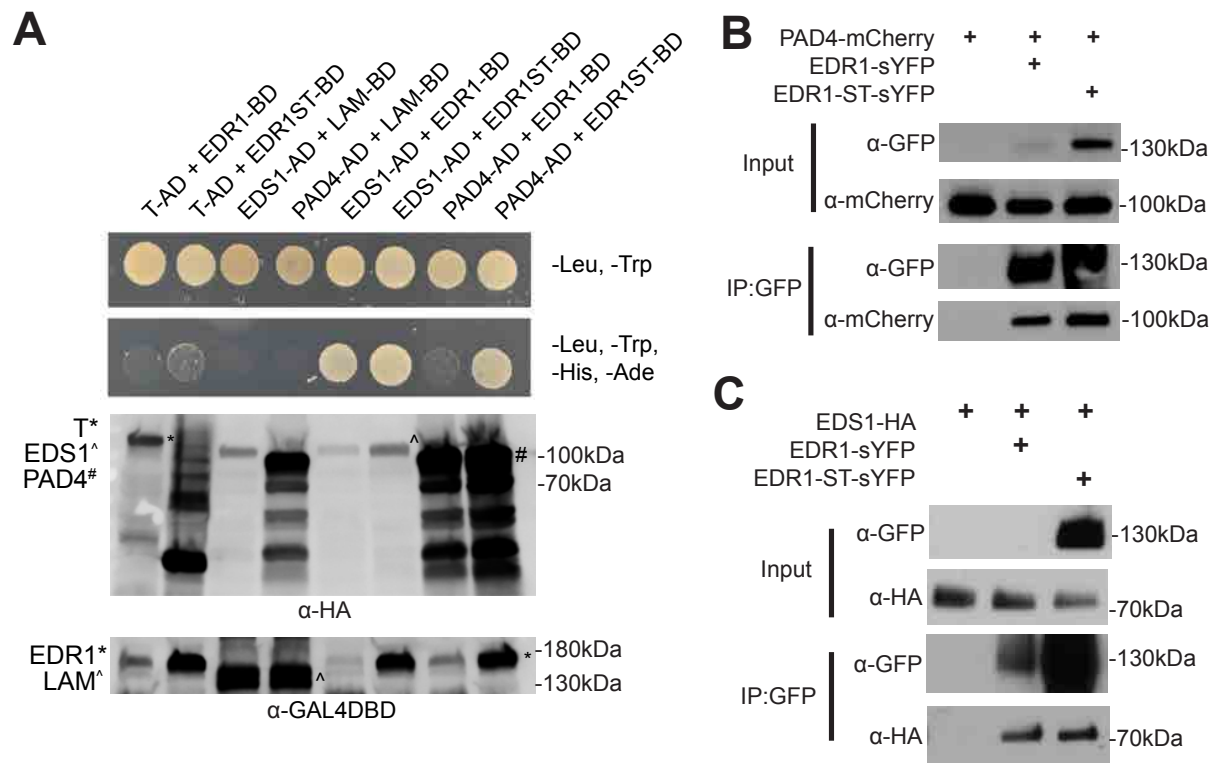 A
T-AD + EDR1-BD
T-AD + EDR1ST-BD
EDS1-AD + LAM-BD
PAD4-AD + LAM-BD
EDS1-AD + EDR1-BD
EDS1-AD + EDR1ST-BD
PAD4-AD + EDR1-BD
PAD4-AD + EDR1ST-BD
-Leu, -Trp
-Leu, -Trp,
-His, -Ade
T*
EDS1^
PAD4#
*
^
#
-100kDa
-70kDa
α-HA
EDR1*
LAM^
^
*
-180kDa
-130kDa
α-GAL4DBD
B
PAD4-mCherry + + +
EDR1-sYFP +
EDR1-ST-sYFP +
Input
α-GFP -130kDa
α-mCherry -100kDa
IP:GFP
α-GFP -130kDa
α-mCherry -100kDa
C
EDS1-HA + + +
EDR1-sYFP +
EDR1-ST-sYFP +
Input
α-GFP -130kDa
α-HA -70kDa
IP:GFP
α-GFP -130kDa
α-HA -70kDa